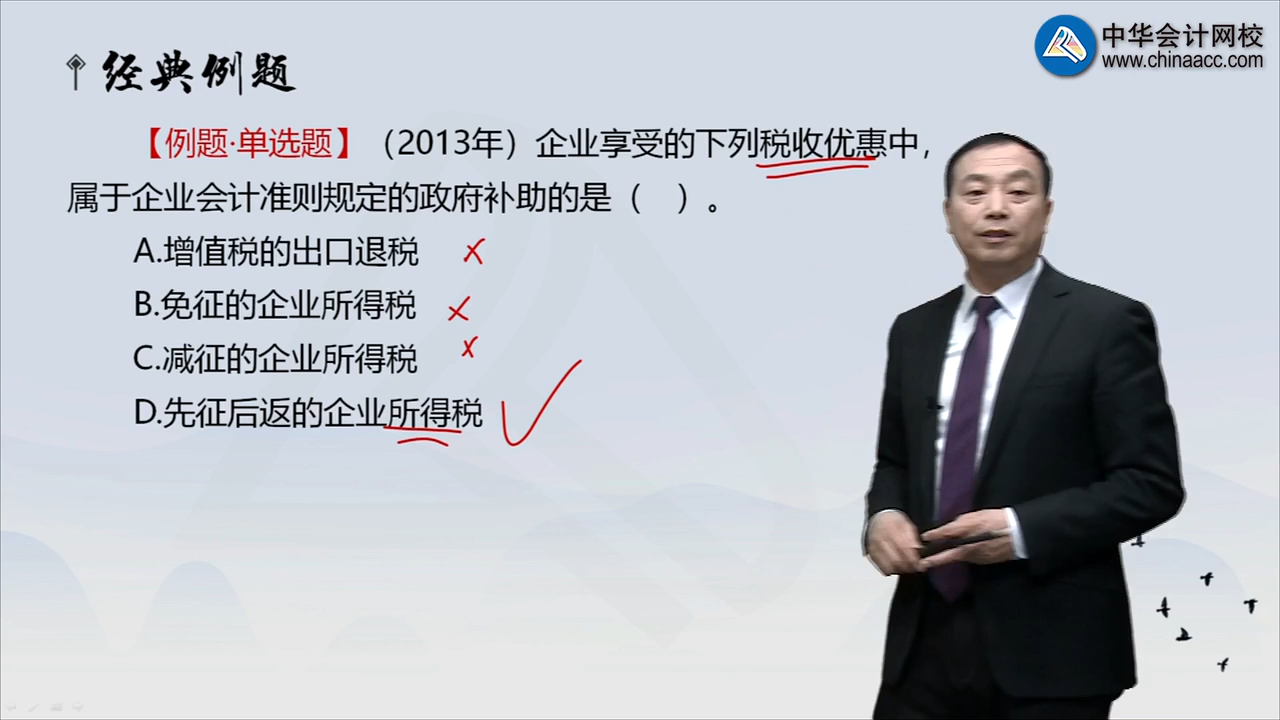 经典例题
中华会计网校
www.chinaacc.com
【例题·单选题】（2013年）企业享受的下列税收优惠中，
属于企业会计准则规定的政府补助的是（　）。
A.增值税的出口退税
B.免征的企业所得税
C.减征的企业所得税
D.先征后返的企业所得税